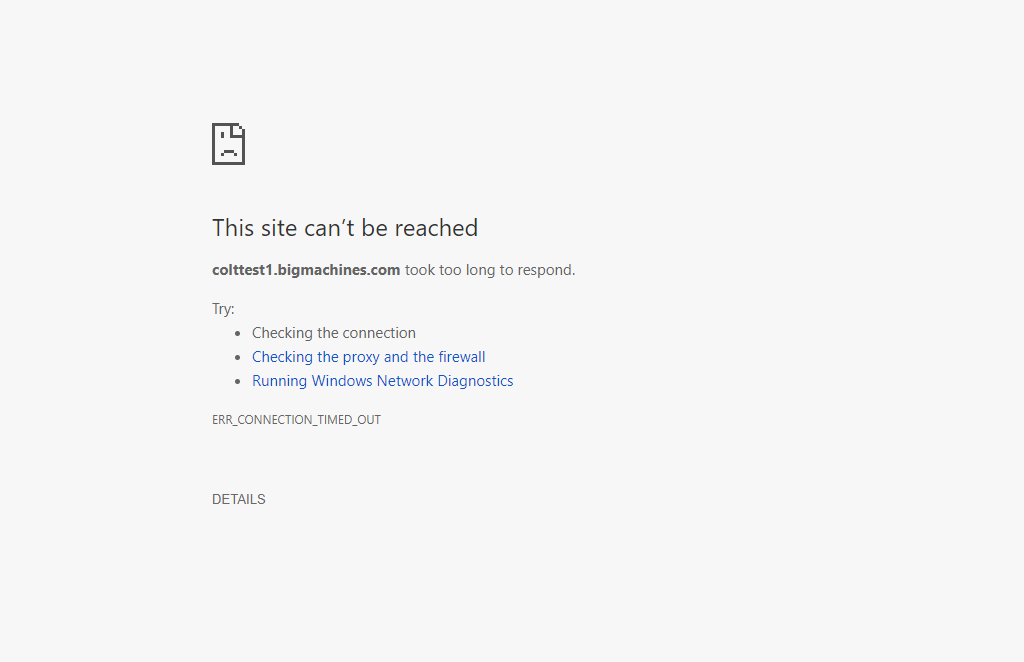 This site can’t be reached
colttest1.bigmachines.com took too long to respond.
Try:
• Checking the connection
• Checking the proxy and the firewall
• Running Windows Network Diagnostics
ERR_CONNECTION_TIMED_OUT
DETAILS